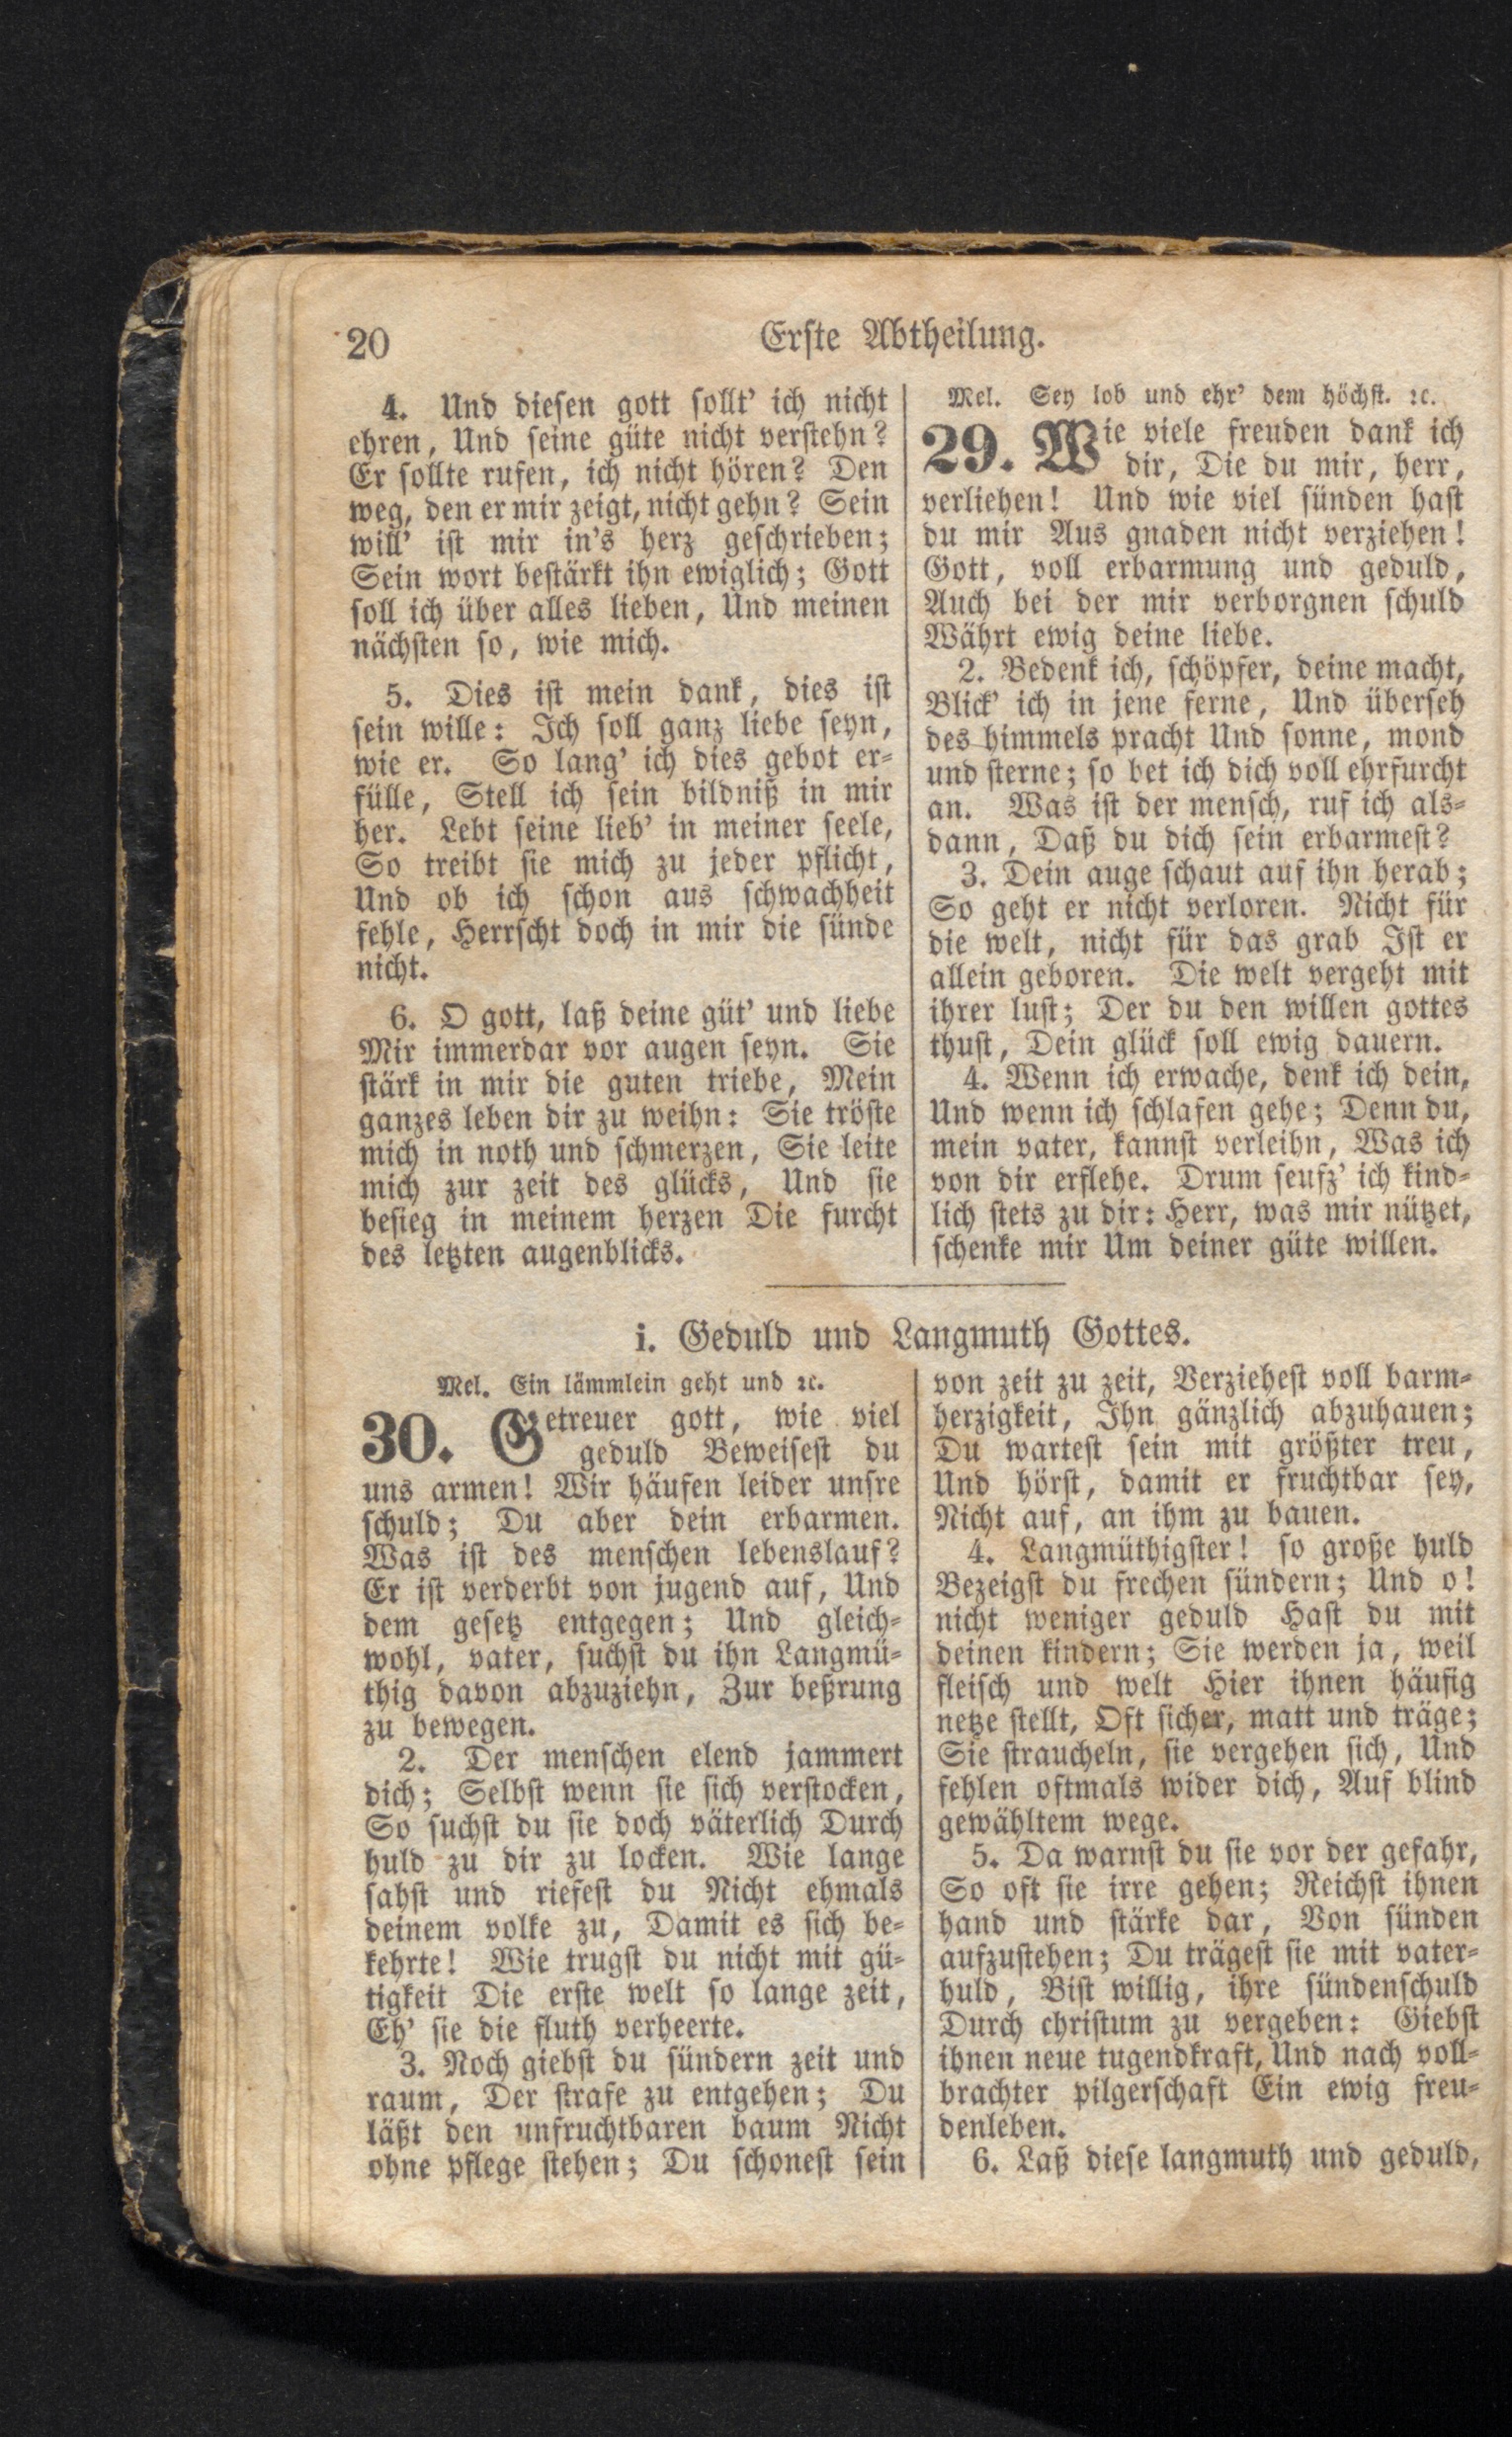 20
Erste Abtheilung.
4. Und diesen gott sollt' ich nicht
ehren, Und seine güte nicht verstehn?
Er sollte rufen, ich nicht hören? Den
weg, den er mir zeigt, nicht gehn? Sein
will' ist mir in's herz geschrieben;
Sein wort bestärkt ihn ewiglich; Gott
soll ich über alles lieben, Und meinen
nächsten so, wie mich.
5. Dies ist mein dank, dies ist
sein wille: Ich soll ganz liebe seyn,
wie er. So lang' ich dies gebot er-
fülle, Stell ich sein bildniß in mir
her. Lebt seine lieb' in meiner seele,
So treibt sie mich zu jeder pflicht,
Und ob ich schon aus schwachheit
fehle, Herrscht doch in mir die sünde
nicht.
6. O gott, laß deine güt' und liebe
Mir immerdar vor augen seyn. Sie
stärk in mir die guten triebe, Mein
ganzes leben dir zu weihn: Sie tröste
mich in noth und schmerzen, Sie leite
mich zur zeit des glücks, Und sie
besieg in meinem herzen Die furcht
des letzten augenblicks.
Mel. Sey lob und ehr' dem höchst. ꝛc.
29. Wie viele freuden dank ich
dir, Die du mir, herr,
verliehen! Und wie viel sünden hast
du mir Aus gnaden nicht verziehen!
Gott, voll erbarmung und geduld,
Auch bei der mir verborgnen schuld
Währt ewig deine liebe.
2. Bedenk ich, schöpfer, deine macht,
Blick' ich in jene ferne, Und überseh
des himmels pracht Und sonne, mond
und sterne; so bet ich dich voll ehrfurcht
an. Was ist der mensch, ruf ich als-
dann, Daß du dich sein erbarmest?
3. Dein auge schaut auf ihn herab;
So geht er nicht verloren. Nicht für
die welt, nicht für das grab Ist er
allein geboren. Die welt vergeht mit
ihrer lust; Der du den willen gottes
thust, Dein glück soll ewig dauern.
4. Wenn ich erwache, denk ich dein,
Und wenn ich schlafen gehe; Denn du,
mein vater, kannst verleihn, Was ich
von dir erflehe. Drum seufz' ich kind-
lich stets zu dir: Herr, was mir nützet,
schenke mir Um deiner güte willen.
i. Geduld und Langmuth Gottes.
Mel. Ein lämmlein geht und ꝛc.
30. Getreuer gott, wie viel
geduld Beweisest du
uns armen! Wir häufen leider unsre
schuld; Du aber dein erbarmen.
Was ist des menschen lebenslauf?
Er ist verderbt von jugend auf, Und
dem gesetz entgegen; Und gleich-
wohl, vater, suchst du ihn Langmü-
thig davon abzuziehn, Zur beßrung
zu bewegen.
2. Der menschen elend jammert
dich; Selbst wenn sie sich verstocken,
So suchst du sie doch väterlich Durch
huld zu dir zu locken. Wie lange
sahst und riefest du Nicht ehmals
deinem volke zu, Damit es sich be-
kehrte! Wie trugst du nicht mit gü-
tigkeit Die erste welt so lange zeit,
Eh' sie die fluth verheerte.
3. Noch giebst du sündern zeit und
raum, Der strafe zu entgehen; Du
läßt den unfruchtbaren baum Nicht
ohne pflege stehen; Du schonest sein
von zeit zu zeit, Verziehest voll barm-
herzigkeit, Ihn gänzlich abzuhauen;
Du wartest sein mit größter treu,
Und hörst, damit er fruchtbar sey,
Nicht auf, an ihm zu bauen.
4. Langmüthigster! so große huld
Bezeigst du frechen sündern; Und o!
nicht weniger geduld Hast du mit
deinen kindern; Sie werden ja, weil
fleisch und welt Hier ihnen häufig
netze stellt, Oft sicher, matt und träge;
Sie straucheln, sie vergehen sich, Und
fehlen oftmals wider dich, Auf blind
gewähltem wege.
5. Da warnst du sie vor der gefahr,
So oft sie irre gehen; Reichst ihnen
hand und stärke dar, Von sünden
aufzustehen; Du trägest sie mit vater-
huld, Bist willig, ihre sündenschuld
Durch christum zu vergeben: Giebst
ihnen neue tugendkraft, Und nach voll-
brachter pilgerschaft Ein ewig freu-
denleben.
6. Laß diese langmuth und geduld,